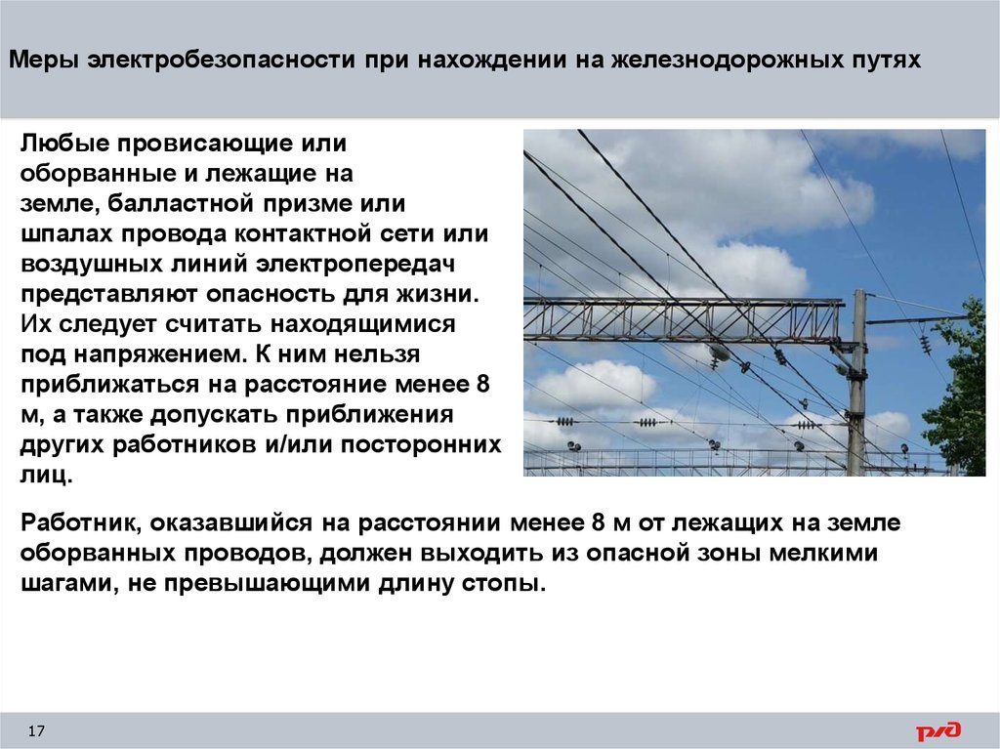 Меры электробезопасности при нахождении на железнодорожных путях
Любые провисающие или
оборванные и лежащие на
земле, балластной призме или
шпалах провода контактной сети или
воздушных линий электропередач
представляют опасность для жизни.
Их следует считать находящимися
под напряжением. К ним нельзя
приближаться на расстояние менее 8
м, а также допускать приближения
других работников и/или посторонних
лиц.
Работник, оказавшийся на расстоянии менее 8 м от лежащих на земле
оборванных проводов, должен выходить из опасной зоны мелкими
шагами, не превышающими длину стопы.
17
ржд